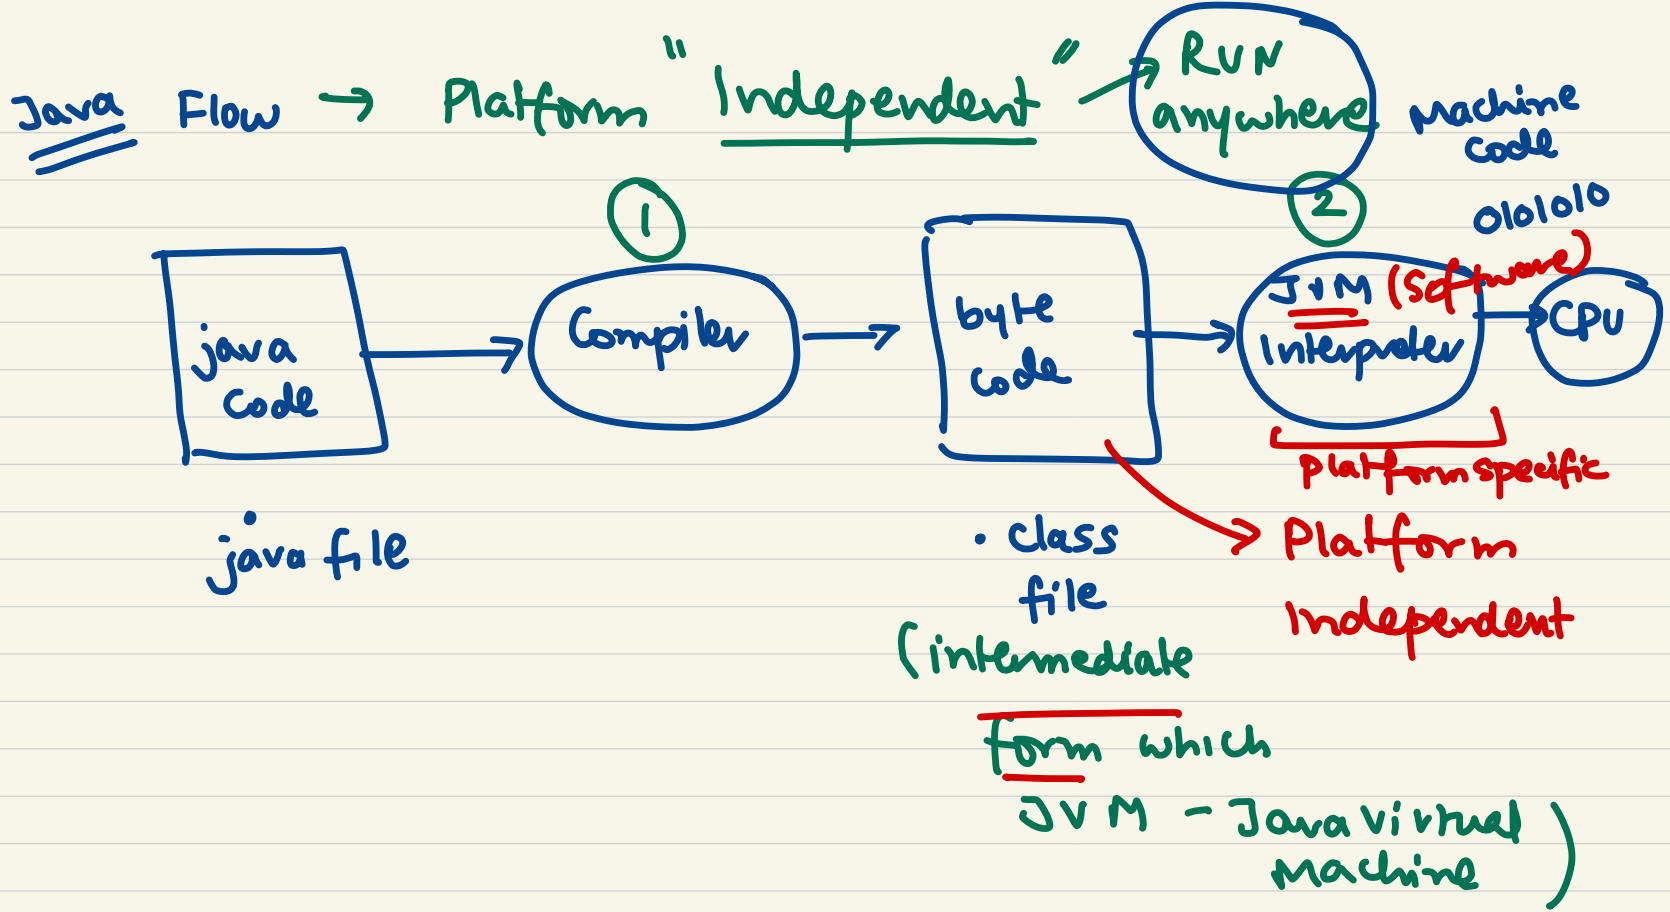 Java Flow → Platform "Independent" → RUN
anywhere
Machine
code
010101 0
1
2
java
code
Compiler
byte
code
JVM (Software)
Interpreter
CPU
Platform specific
.java file
.class
file
Platform
Independent
(intermediate
form which
JVM - Java Virtual
Machine)